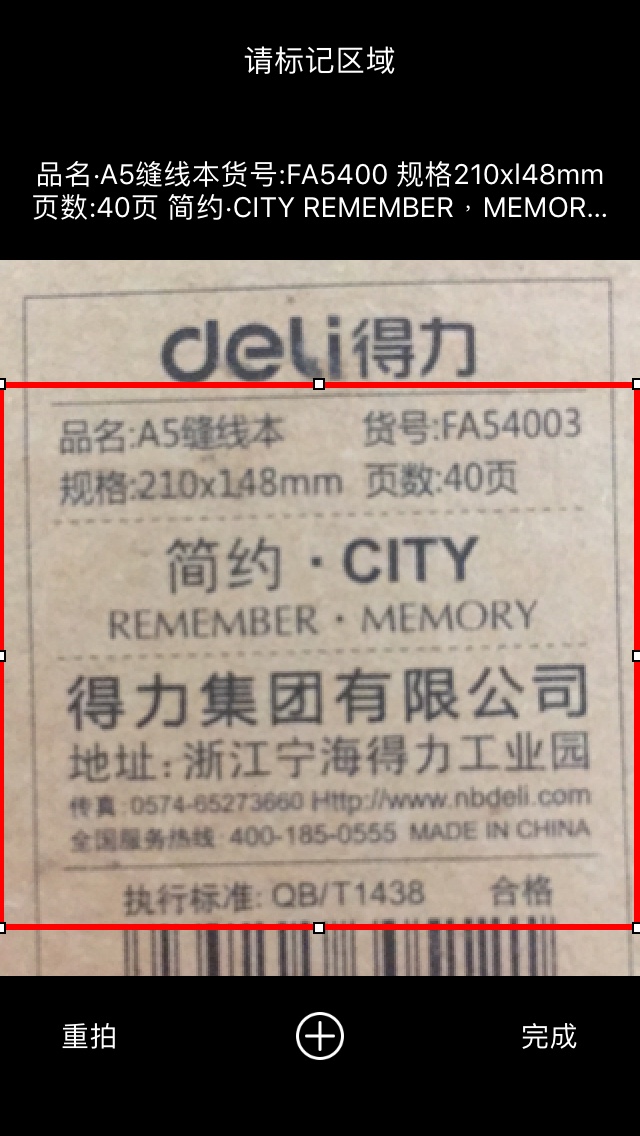 请标记区域
品名·A5缝线本货号:FA5400 规格210xl48mm
页数:40页 简约·CITY REMEMBER，MEMOR...
deli得力
品名:A5缝线本 货号:FA54003
规格:210x148mm 页数:40页
简约·CITY
REMEMBER·MEMORY
得力集团有限公司
地址:浙江宁海得力工业园
传真:0574-65273660 Http://www.nbdeli.com
全国服务热线:400-185-0555 MADE IN CHINA
执行标准:QB/T1438 合格
重拍 完成